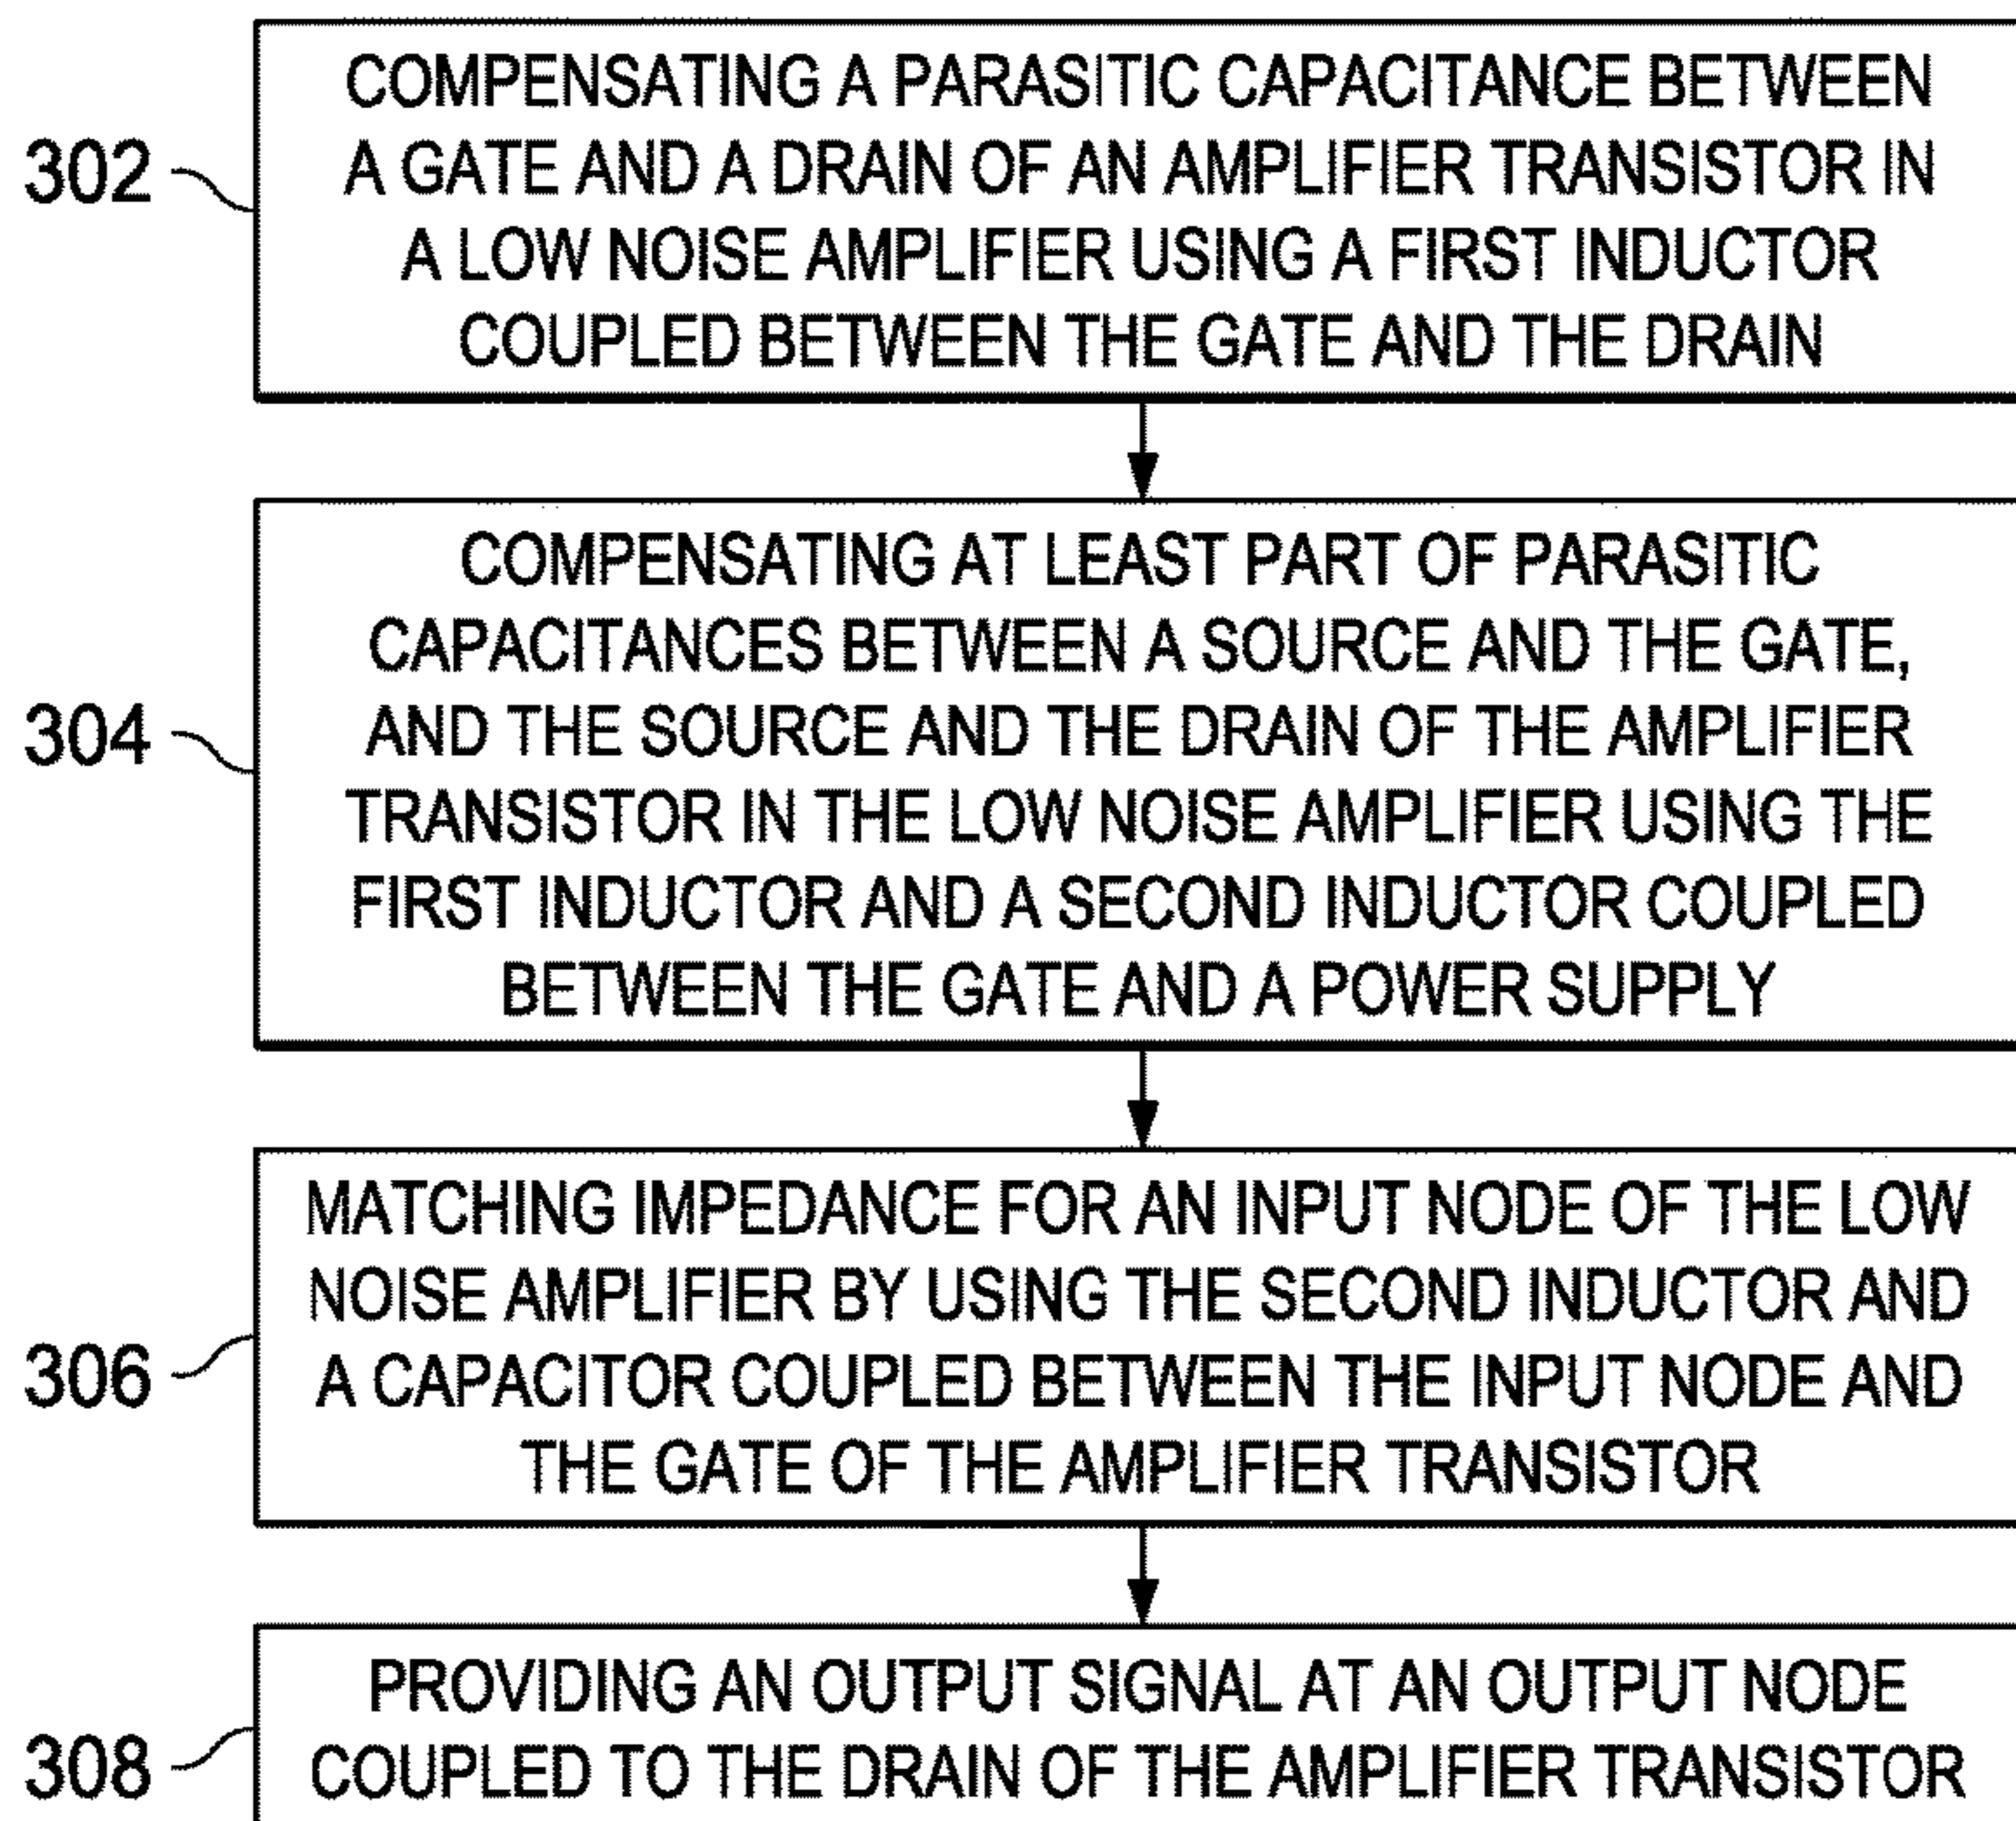 COMPENSATING A PARASITIC CAPACITANCE BETWEEN
302
A GATE AND A DRAIN OF AN AMPLIFIER TRANSISTOR IN
A LOW NOISE AMPLIFIER USING A FIRST INDUCTOR
COUPLED BETWEEN THE GATE AND THE DRAIN
COMPENSATING AT LEAST PART OF PARASITIC
CAPACITANCES BETWEEN A SOURCE AND THE GATE,
304
AND THE SOURCE AND THE DRAIN OF THE AMPLIFIER
TRANSISTOR IN THE LOW NOISE AMPLIFIER USING THE
FIRST INDUCTOR AND A SECOND INDUCTOR COUPLED
BETWEEN THE GATE AND A POWER SUPPLY
MATCHING IMPEDANCE FOR AN INPUT NODE OF THE LOW
NOISE AMPLIFIER BY USING THE SECOND INDUCTOR AND
306
A CAPACITOR COUPLED BETWEEN THE INPUT NODE AND
THE GATE OF THE AMPLIFIER TRANSISTOR
PROVIDING AN OUTPUT SIGNAL AT AN OUTPUT NODE
308
COUPLED TO THE DRAIN OF THE AMPLIFIER TRANSISTOR